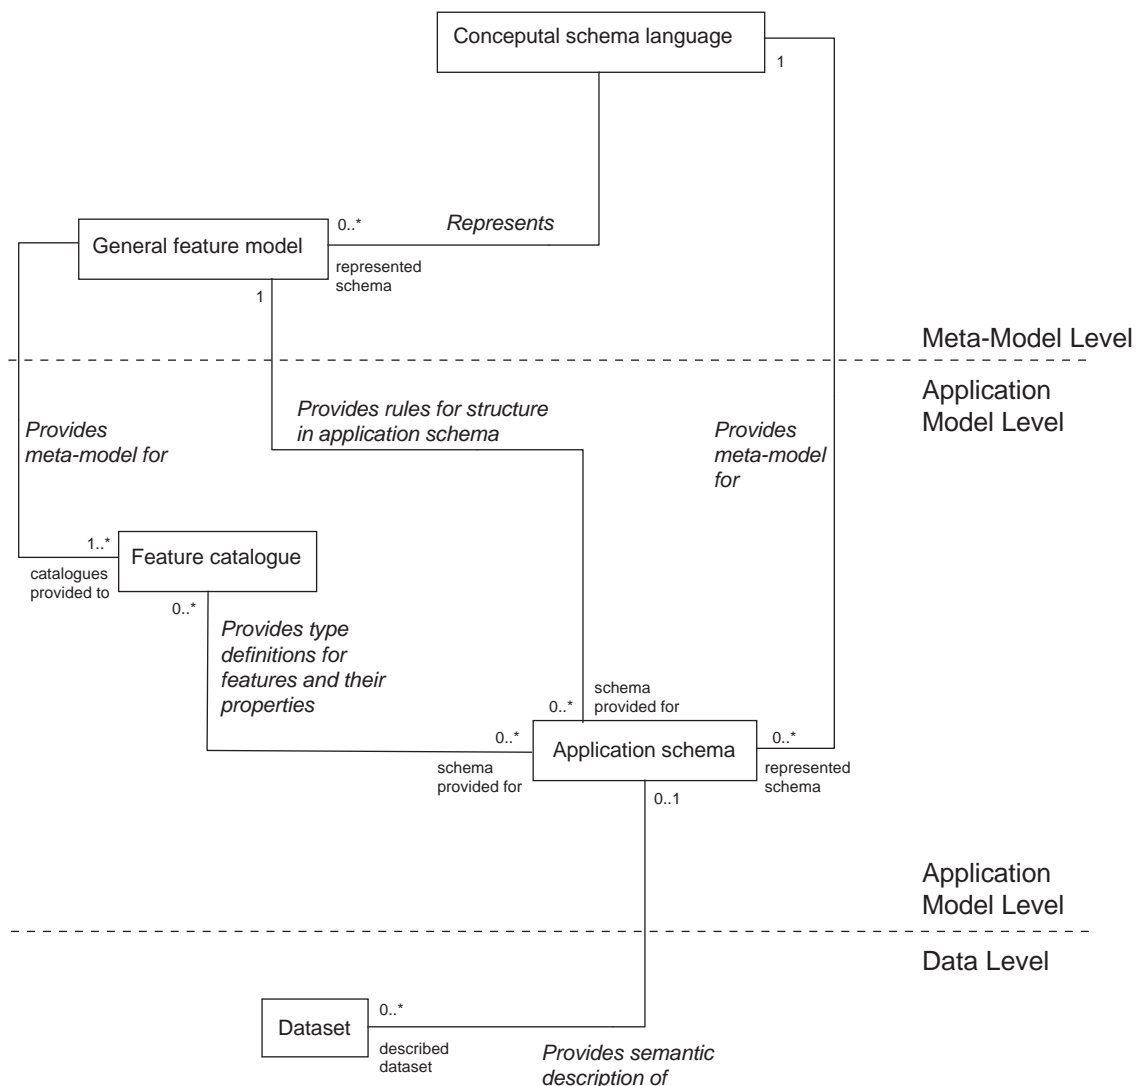 Conceputal schema language
1
0..*
Represents
General feature model
represented
schema
1
Meta-Model Level
Application
Model Level
Provides rules for structure
in application schema
Provides
meta-model for
Provides
meta-model
for
1..*
Feature catalogue
catalogues
provided to
0..*
Provides type
definitions for
features and their
properties
schema
provided for
0..*
0..*
Application schema
0..*
schema
provided for
represented
schema
0..1
Application
Model Level
Data Level
0..*
Dataset
described
dataset
Provides semantic
description of